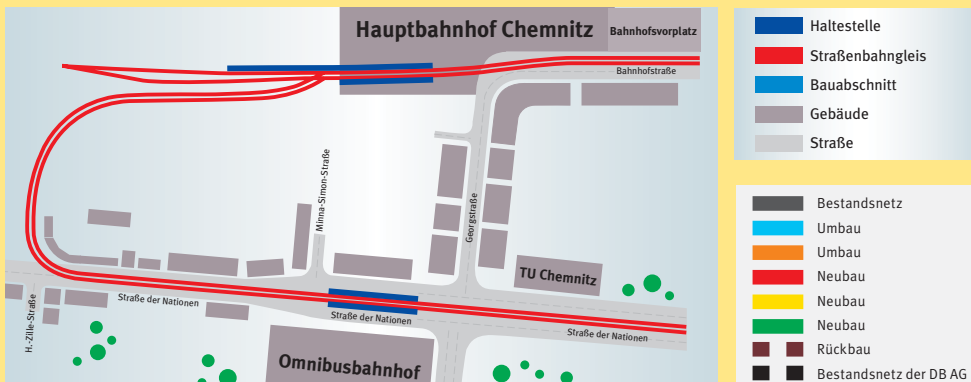 Hauptbahnhof Chemnitz
Bahnhofsvorplatz
Bahnhofstraße
Minna-Simon-Straße
Georgstraße
TU Chemnitz
Straße der Nationen
Straße der Nationen
Straße der Nationen
H.-Zille-Straße
Omnibusbahnhof
Haltestelle
Straßenbahngleis
Bauabschnitt
Gebäude
Straße
Bestandsnetz
Umbau
Umbau
Neubau
Neubau
Neubau
Rückbau
Bestandsnetz der DB AG